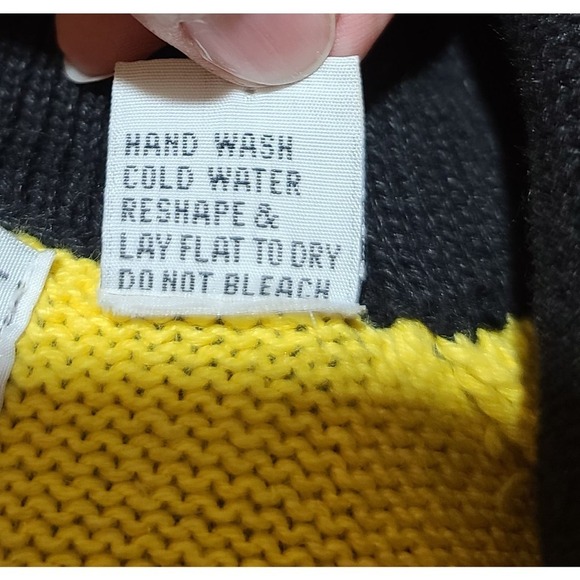 HAND WASH
COLD WATER
RESHAPE &
LAY FLAT TO DRY
DO NOT BLEACH